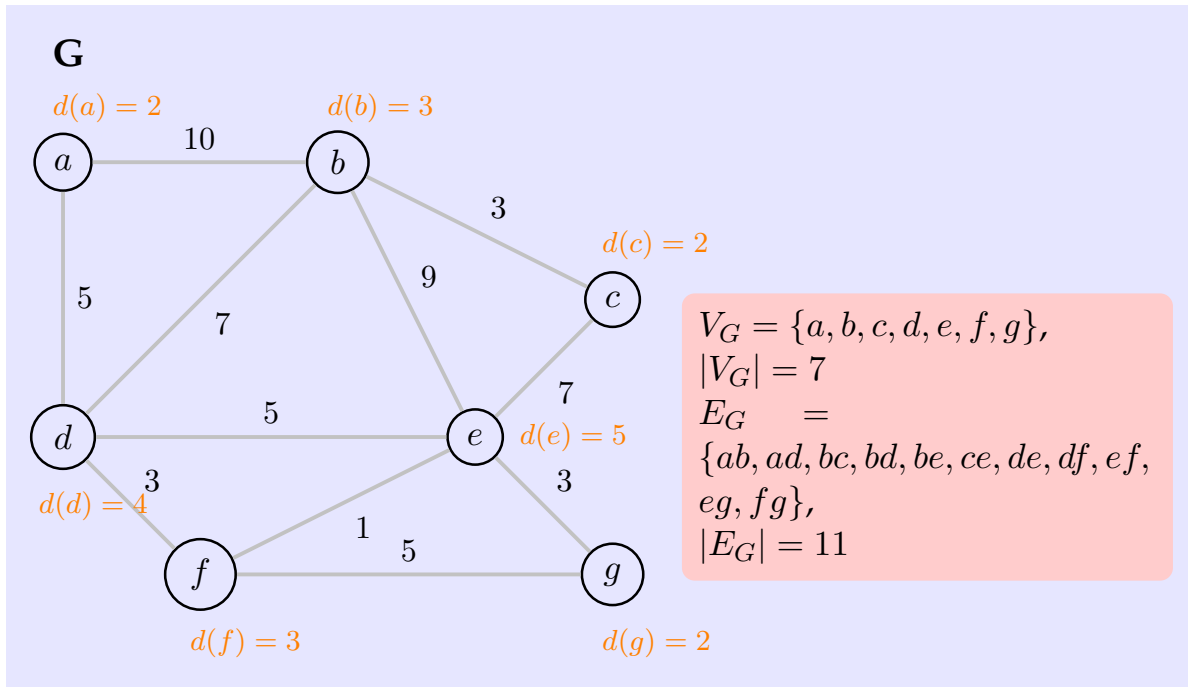 G
d(a) = 2
d(b) = 3
10
a
b
3
d(c) = 2
9
c
5
7
V_G = {a, b, c, d, e, f, g},
|V_G| = 7
E_G =
{ab, ad, bc, bd, be, ce, de, df, ef,
eg, fg},
|E_G| = 11
7
5
d
e
d(e) = 5
3
3
d(d) = 4
1
5
f
g
d(f) = 3
d(g) = 2